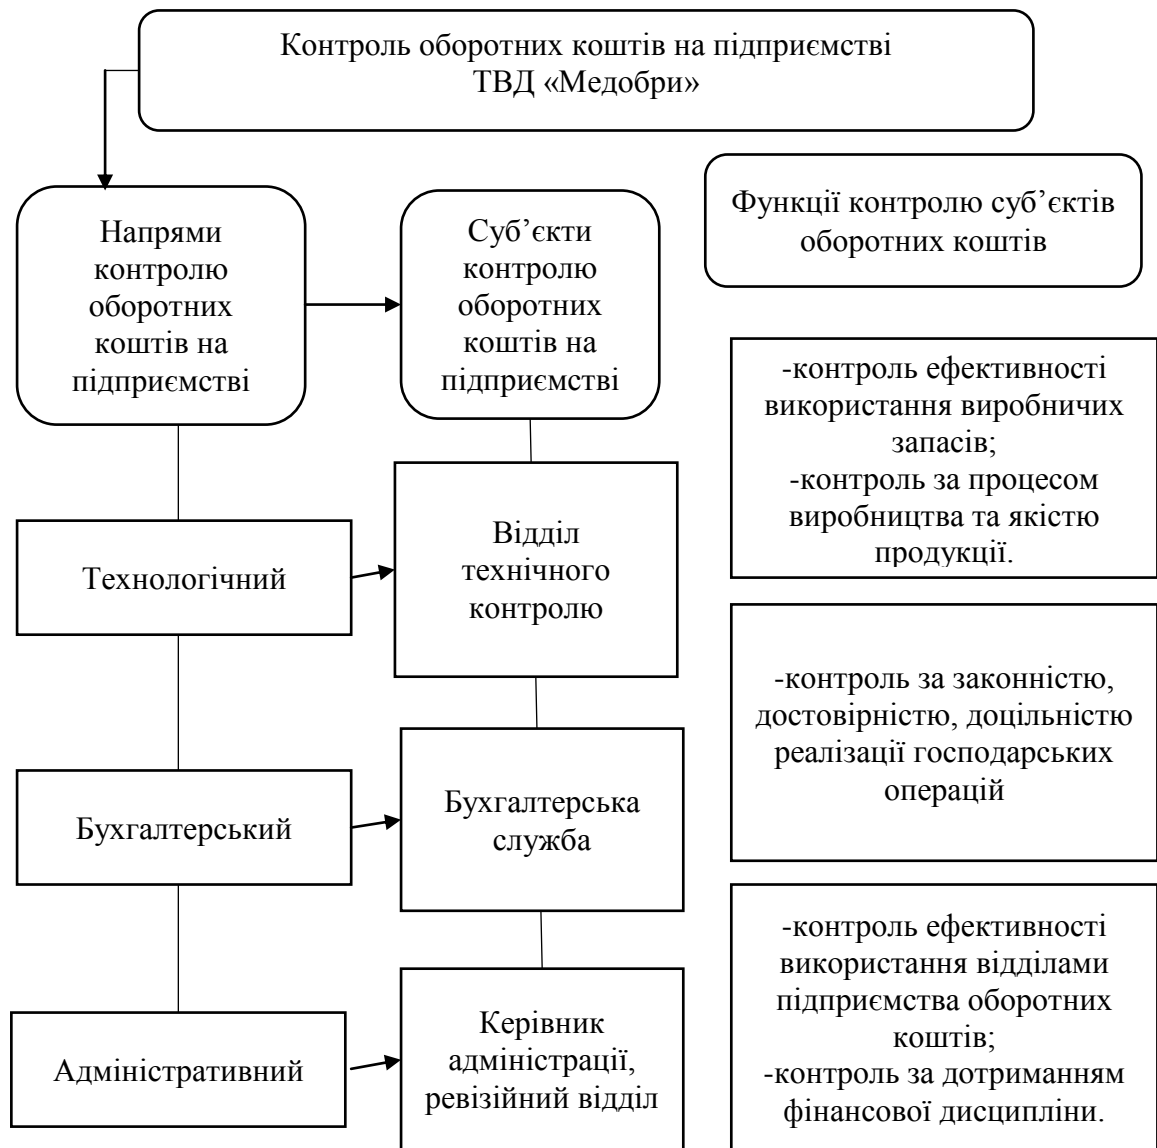 Контроль оборотних коштів на підприємстві
ТВД «Медобри»
Напрями
контролю
оборотних
коштів на
підприємстві
Суб’єкти
контролю
оборотних
коштів на
підприємстві
Функції контролю суб’єктів
оборотних коштів
Технологічний
Відділ
технічного
контролю
-контроль ефективності
використання виробничих
запасів;
-контроль за процесом
виробництва та якістю
продукції.
Бухгалтерський
Бухгалтерська
служба
-контроль за законністю,
достовірністю, доцільністю
реалізації господарських
операцій
Адміністративний
Керівник
адміністрації,
ревізійний відділ
-контроль ефективності
використання відділами
підприємства оборотних
коштів;
-контроль за дотриманням
фінансової дисципліни.